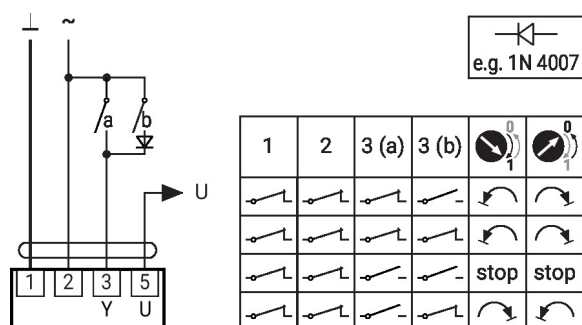 ⊥ ~
e.g. 1N 4007
a b
U
1 2 3 5
Y U
1 2 3 (a) 3 (b) 0 1 0 1
stop stop